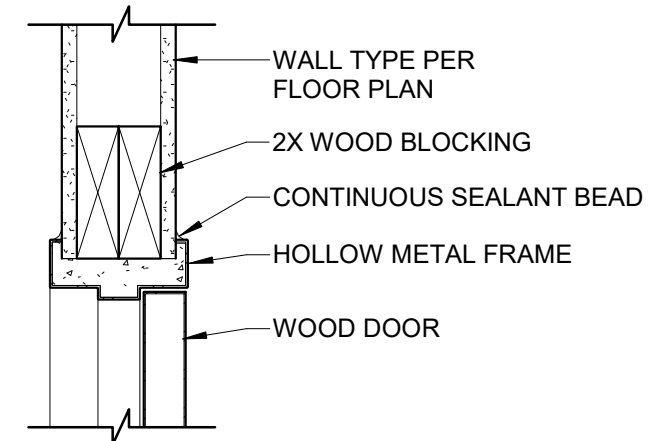 WALL TYPE PER
FLOOR PLAN
2X WOOD BLOCKING
CONTINUOUS SEALANT BEAD
HOLLOW METAL FRAME
WOOD DOOR